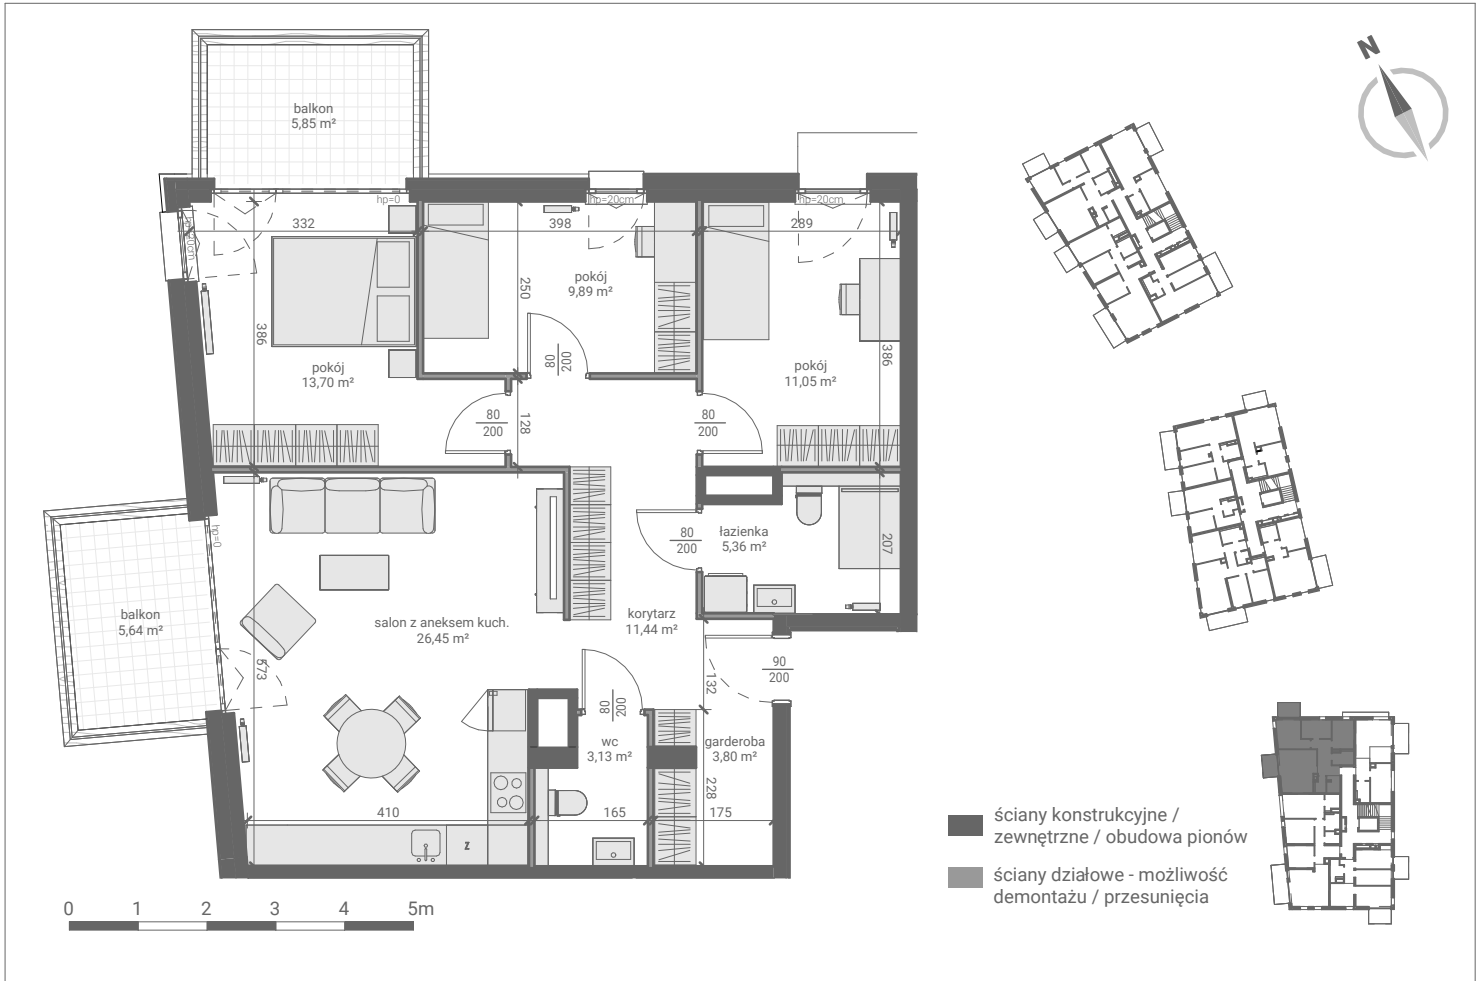 N
balkon
5,85 m²
hp=0
hp=20cm
hp=20cm
hp=20cm
332
398
289
pokój
9,89 m²
250
386
80
200
pokój
13,70 m²
pokój
11,05 m²
386
80
200
128
80
200
hp=0
80
200
łazienka
5,36 m²
207
balkon
5,64 m²
salon z aneksem kuch.
26,45 m²
korytarz
11,44 m²
573
132
90
200
80
200
wc
3,13 m²
garderoba
3,80 m²
228
410
165
175
z
ściany konstrukcyjne /
zewnętrzne / obudowa pionów
ściany działowe - możliwość
demontażu / przesunięcia
0 1 2 3 4 5m